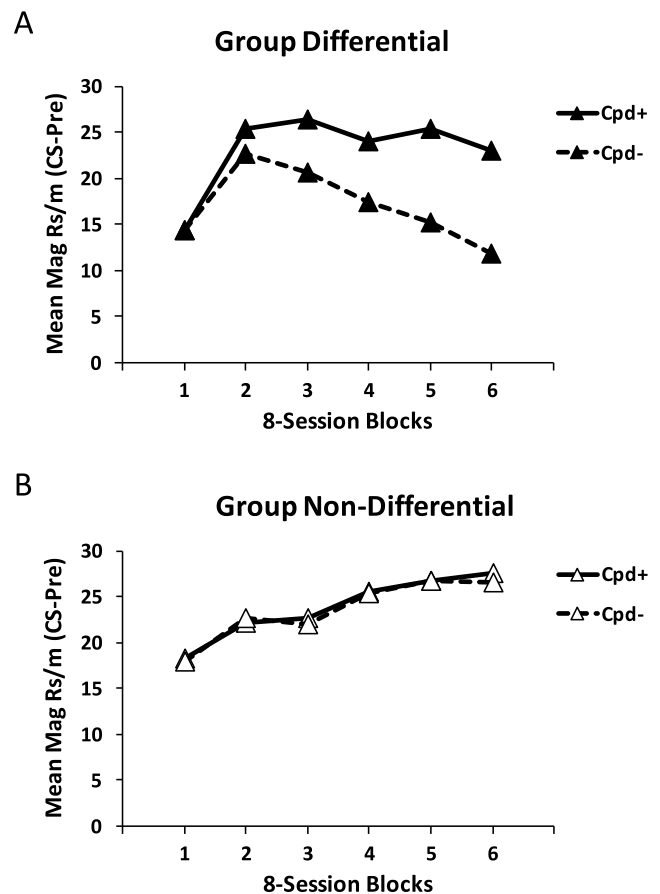 A
Group Differential
Mean Mag Rs/m (CS-Pre)
30
25
20
15
10
5
0
1 2 3 4 5 6
8-Session Blocks
Cpd+
Cpd-
B
Group Non-Differential
Mean Mag Rs/m (CS-Pre)
30
25
20
15
10
5
0
1 2 3 4 5 6
8-Session Blocks
Cpd+
Cpd-